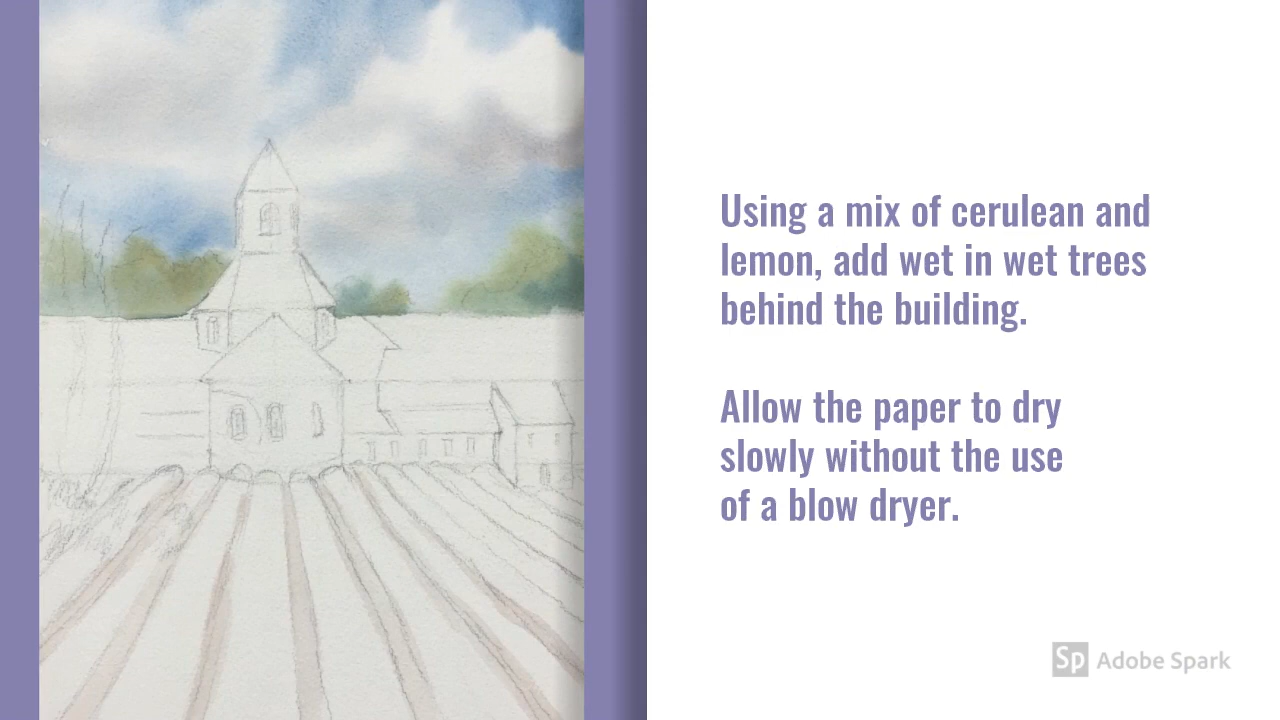 Using a mix of cerulean and
lemon, add wet in wet trees
behind the building.
Allow the paper to dry
slowly without the use
of a blow dryer.
Sp Adobe Spark